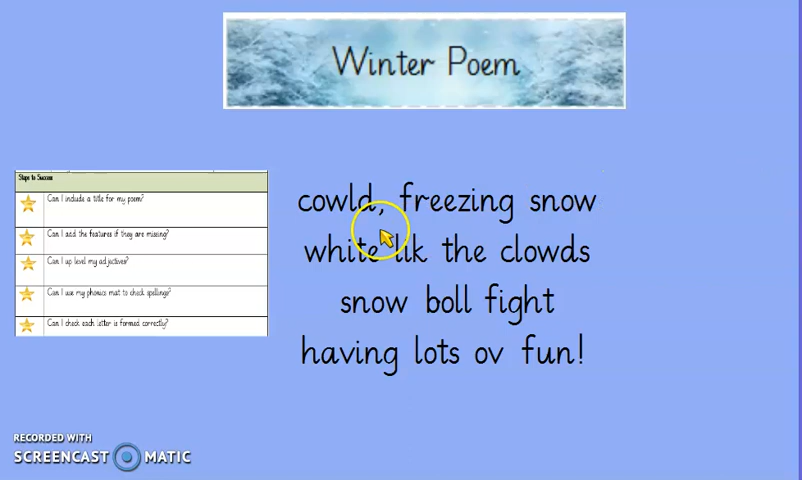 Winter Poem
Steps to Success
Can I include a title for my poem?
Can I add the features if they are missing?
Can I up level my adjectives?
Can I use my phonics mat to check spellings?
Can I check each letter is formed correctly?
cowld, freezing snow
white lik the clowds
snow boll fight
having lots ov fun!
RECORDED WITH
SCREENCAST MATIC